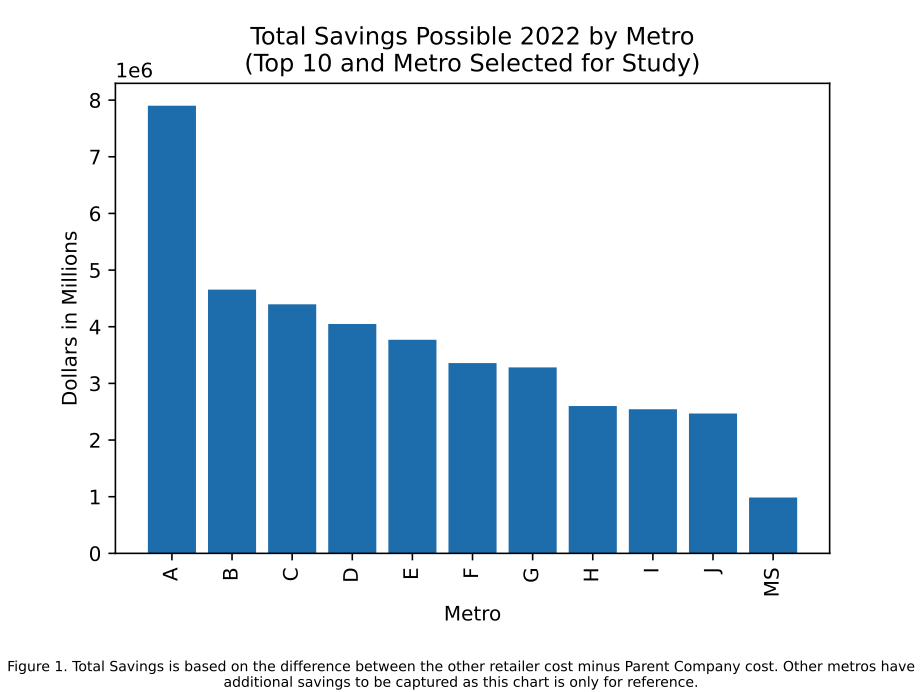 Total Savings Possible 2022 by Metro
(Top 10 and Metro Selected for Study)
1e6
8
7
6
5
4
3
2
1
0
Dollars in Millions
A
B
C
D
E
F
G
H
I
J
MS
Metro
Figure 1. Total Savings is based on the difference between the other retailer cost minus Parent Company cost. Other metros have
additional savings to be captured as this chart is only for reference.